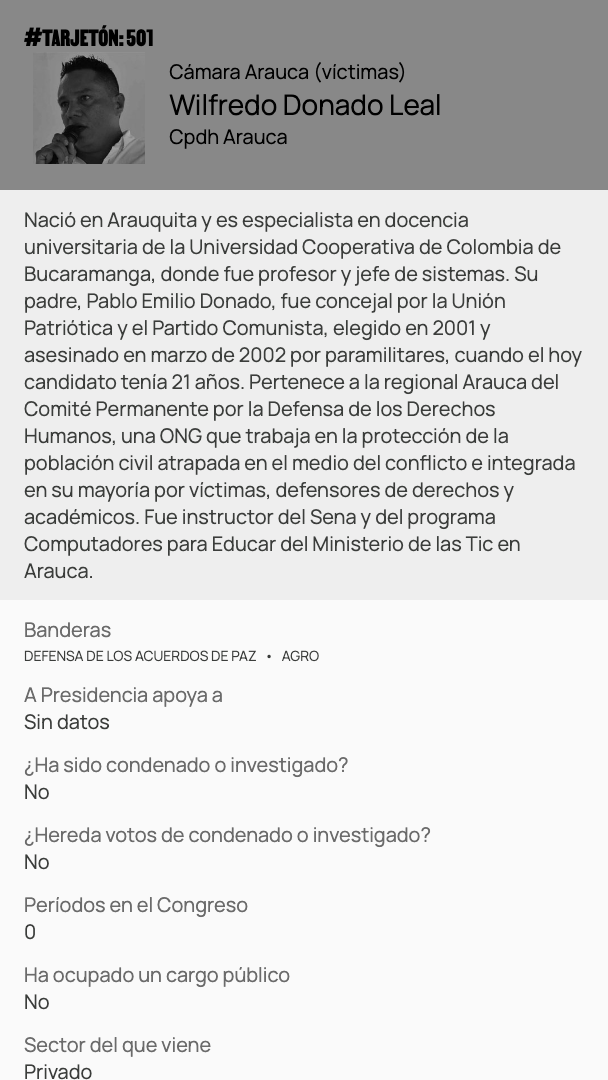 #TARJETÓN: 501
Cámara Arauca (víctimas)
Wilfredo Donado Leal
Cpdh Arauca
Nació en Arauquita y es especialista en docencia
universitaria de la Universidad Cooperativa de Colombia de
Bucaramanga, donde fue profesor y jefe de sistemas. Su
padre, Pablo Emilio Donado, fue concejal por la Unión
Patriótica y el Partido Comunista, elegido en 2001 y
asesinado en marzo de 2002 por paramilitares, cuando el hoy
candidato tenía 21 años. Pertenece a la regional Arauca del
Comité Permanente por la Defensa de los Derechos
Humanos, una ONG que trabaja en la protección de la
población civil atrapada en el medio del conflicto e integrada
en su mayoría por víctimas, defensores de derechos y
académicos. Fue instructor del Sena y del programa
Computadores para Educar del Ministerio de las Tic en
Arauca.
Banderas
DEFENSA DE LOS ACUERDOS DE PAZ • AGRO
A Presidencia apoya a
Sin datos
¿Ha sido condenado o investigado?
No
¿Hereda votos de condenado o investigado?
No
Períodos en el Congreso
0
Ha ocupado un cargo público
No
Sector del que viene
Privado